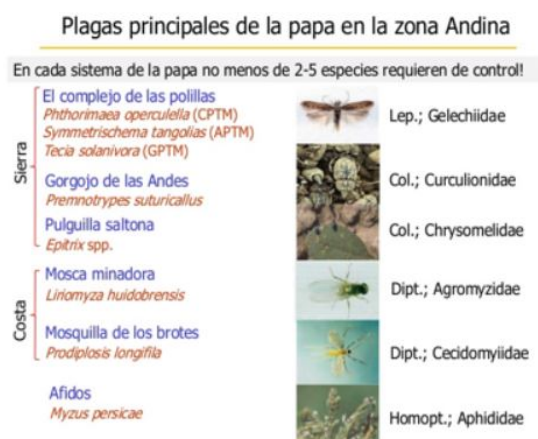 Plagas principales de la papa en la zona Andina
En cada sistema de la papa no menos de 2-5 especies requieren de control!
Sierra
El complejo de las polillas
Phthorimaea operculella (CPTM)
Symmetrischema tangolias (APTM)
Tecia solanivora (GPTM)
Lep.; Gelechiidae
Gorgojo de las Andes
Premnotrypes suturicallus
Col.; Curculionidae
Pulguilla saltona
Epitrix spp.
Col.; Chrysomelidae
Costa
Mosca minadora
Liriomyza huidobrensis
Dipt.; Agromyzidae
Mosquilla de los brotes
Prodiplosis longifila
Dipt.; Cecidomyiidae
Afidos
Myzus persicae
Homopt.; Aphididae